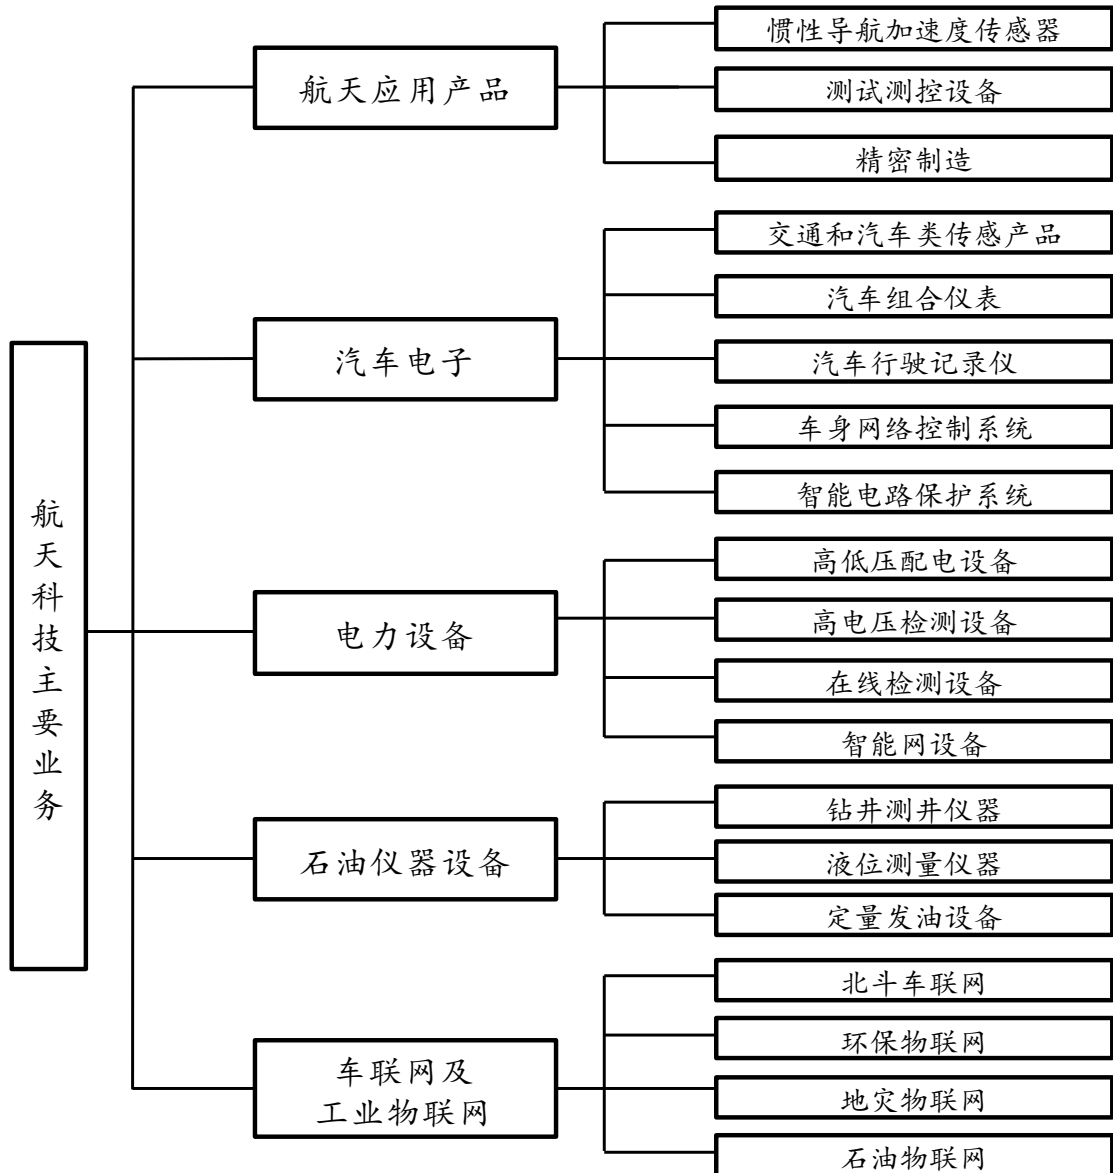 航天科技主要业务
航天应用产品
惯性导航加速度传感器
测试测控设备
精密制造
汽车电子
交通和汽车类传感产品
汽车组合仪表
汽车行驶记录仪
车身网络控制系统
智能电路保护系统
电力设备
高低压配电设备
高电压检测设备
在线检测设备
智能网设备
石油仪器设备
钻井测井仪器
液位测量仪器
定量发油设备
车联网及
工业物联网
北斗车联网
环保物联网
地灾物联网
石油物联网